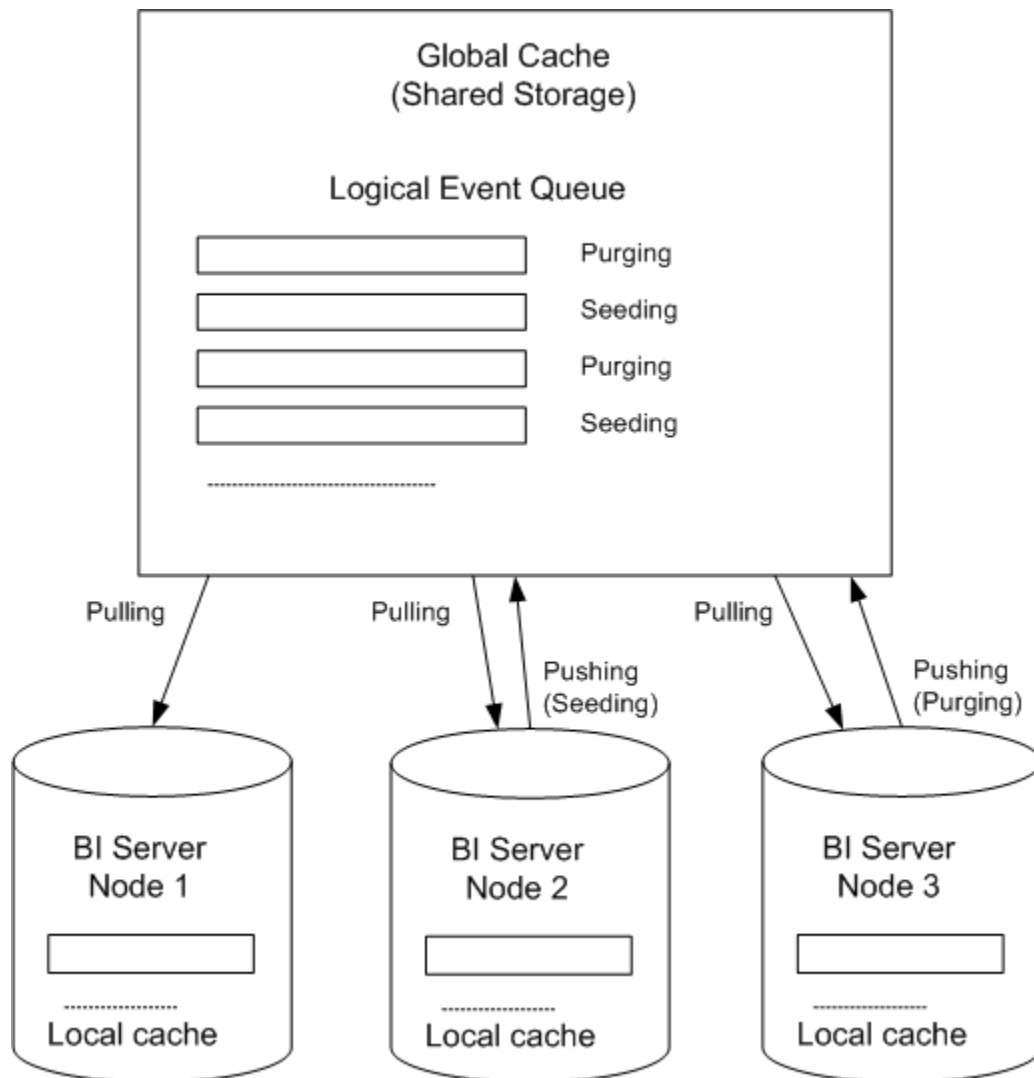 Global Cache
(Shared Storage)
Logical Event Queue
Purging
Seeding
Purging
Seeding
Pulling
Pulling
Pushing
(Seeding)
Pulling
Pushing
(Purging)
BI Server
Node 1
Local cache
BI Server
Node 2
Local cache
BI Server
Node 3
Local cache